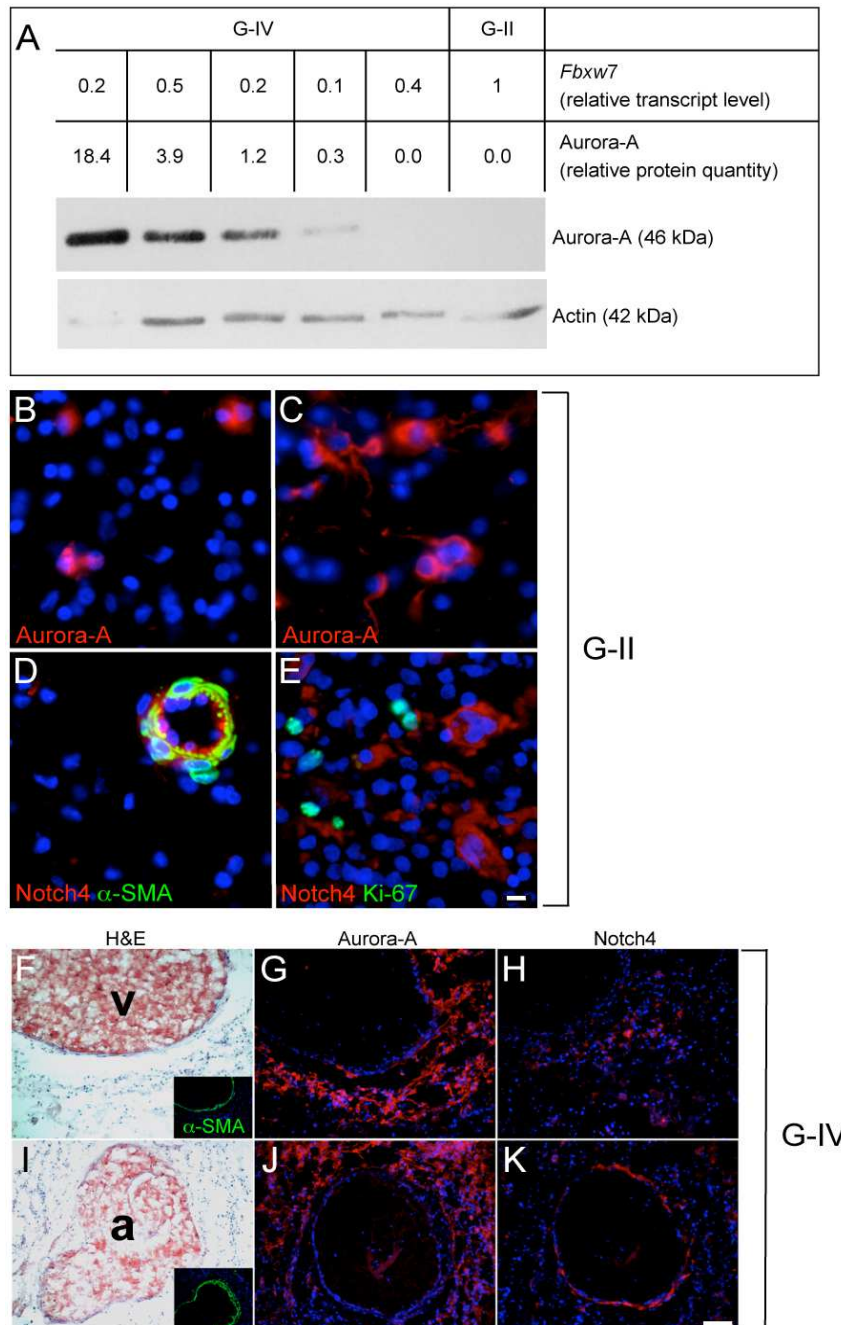 A
G-IV G-II
0.2 0.5 0.2 0.1 0.4 1 Fbxw7
(relative transcript level)
18.4 3.9 1.2 0.3 0.0 0.0 Aurora-A
(relative protein quantity)
Aurora-A (46 kDa)
Actin (42 kDa)
B C
Aurora-A Aurora-A
D E
Notch4 α-SMA Notch4 Ki-67
G-II
H&E Aurora-A Notch4
F G H
v
α-SMA
I J K
a
G-IV